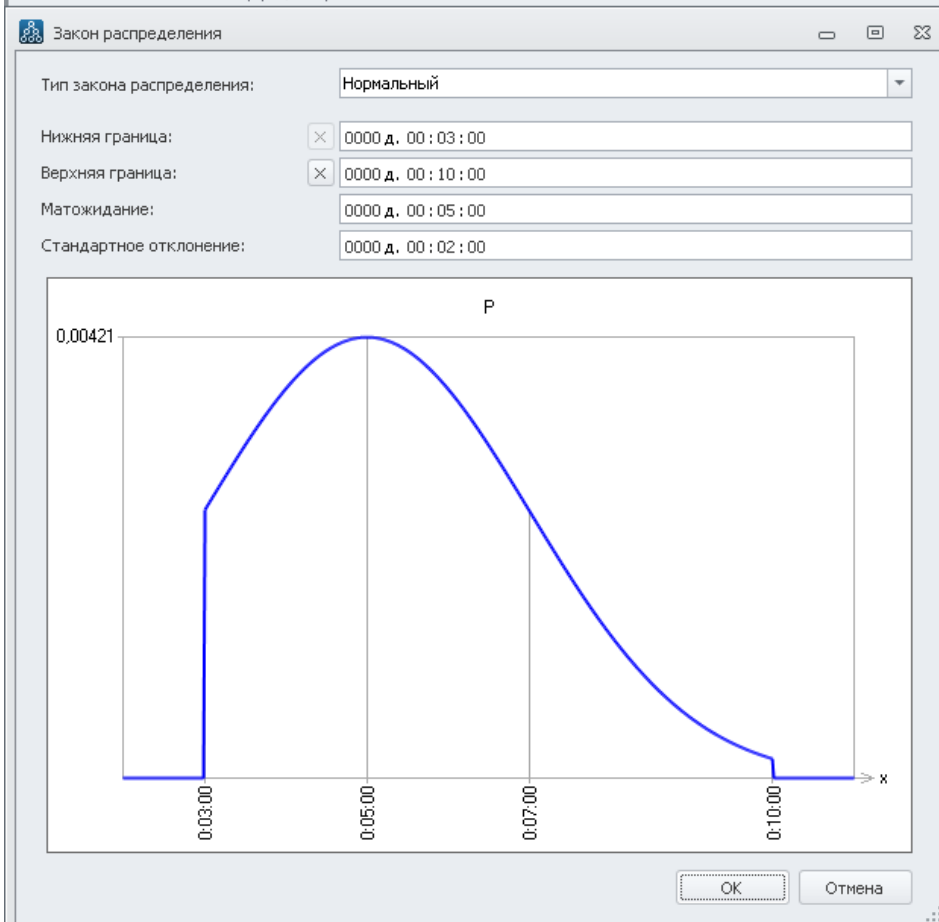 Закон распределения
Тип закона распределения: Нормальный
Нижняя граница: 0000 д. 00 : 03 : 00
Верхняя граница: 0000 д. 00 : 10 : 00
Матожидание: 0000 д. 00 : 05 : 00
Стандартное отклонение: 0000 д. 00 : 02 : 00
P
0,00421
x
0:03:00
0:05:00
0:07:00
0:10:00
OK Отмена